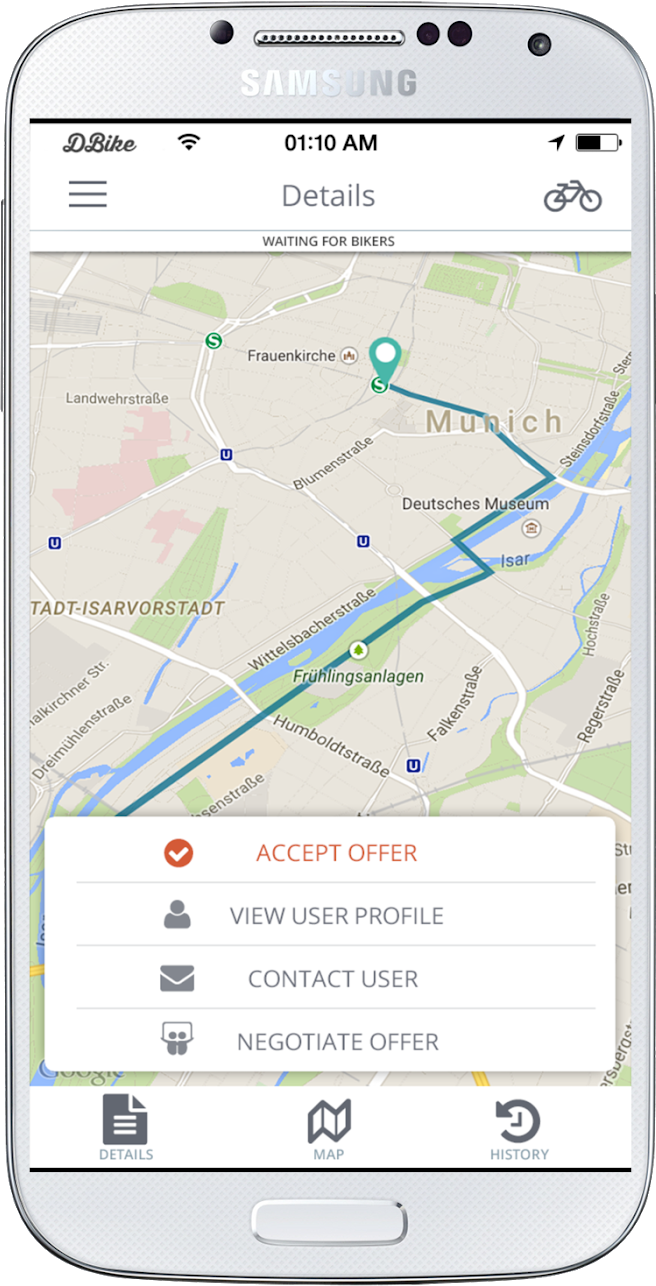 SAMSUNG
DBike 01:10 AM
Details
WAITING FOR BIKERS
S
Frauenkirche
S
Landwehrstraße
Munich
Steinsdorfstraße
U
Blumenstraße
Deutsches Museum
U
U
Isar
TADT-ISARVORSTADT
Wittelsbacherstraße
Hochstraße
Frühlingsanlagen
Falkenstraße
Regerstraße
Dreimühlenstraße
Humboldtstraße
U
ACCEPT OFFER
VIEW USER PROFILE
CONTACT USER
NEGOTIATE OFFER
Google
DETAILS MAP HISTORY